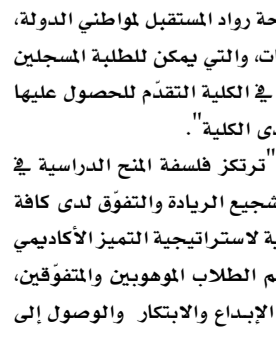 حة رواد المستقبل لمواطني الدولة،
ات، والتي يمكن للطلبة المسجلين
في الكلية التقدّم للحصول عليها
دى الكلية".
"ترتكز فلسفة المنح الدراسية في
شجيع الريادة والتفوّق لدى كافة
ية لاستراتيجية التميز الأكاديمي
م الطلاب الموهوبين والمتفوّقين،
الإبداع والابتكار والوصول إلى